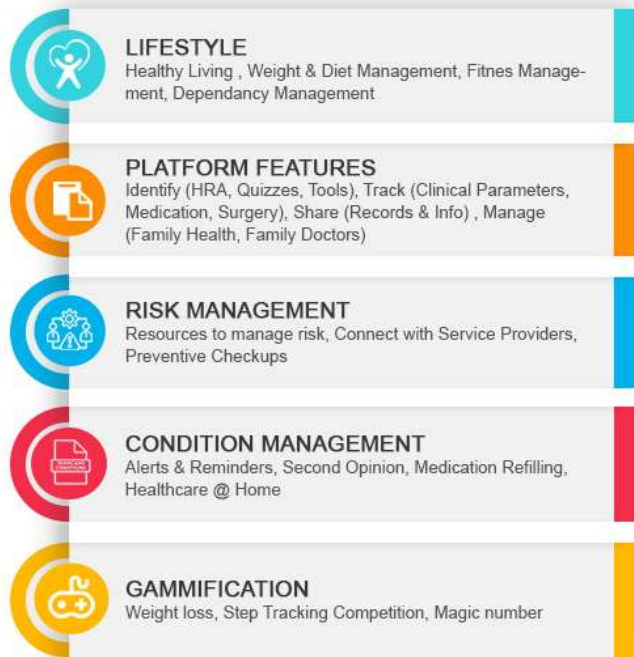 LIFESTYLE
Healthy Living , Weight & Diet Management, Fitnes Manage-
ment, Dependancy Management
PLATFORM FEATURES
Identify (HRA, Quizzes, Tools), Track (Clinical Parameters,
Medication, Surgery), Share (Records & Info) , Manage
(Family Health, Family Doctors)
RISK MANAGEMENT
Resources to manage risk, Connect with Service Providers,
Preventive Checkups
CONDITION MANAGEMENT
Alerts & Reminders, Second Opinion, Medication Refilling,
Healthcare @ Home
GAMMIFICATION
Weight loss, Step Tracking Competition, Magic number